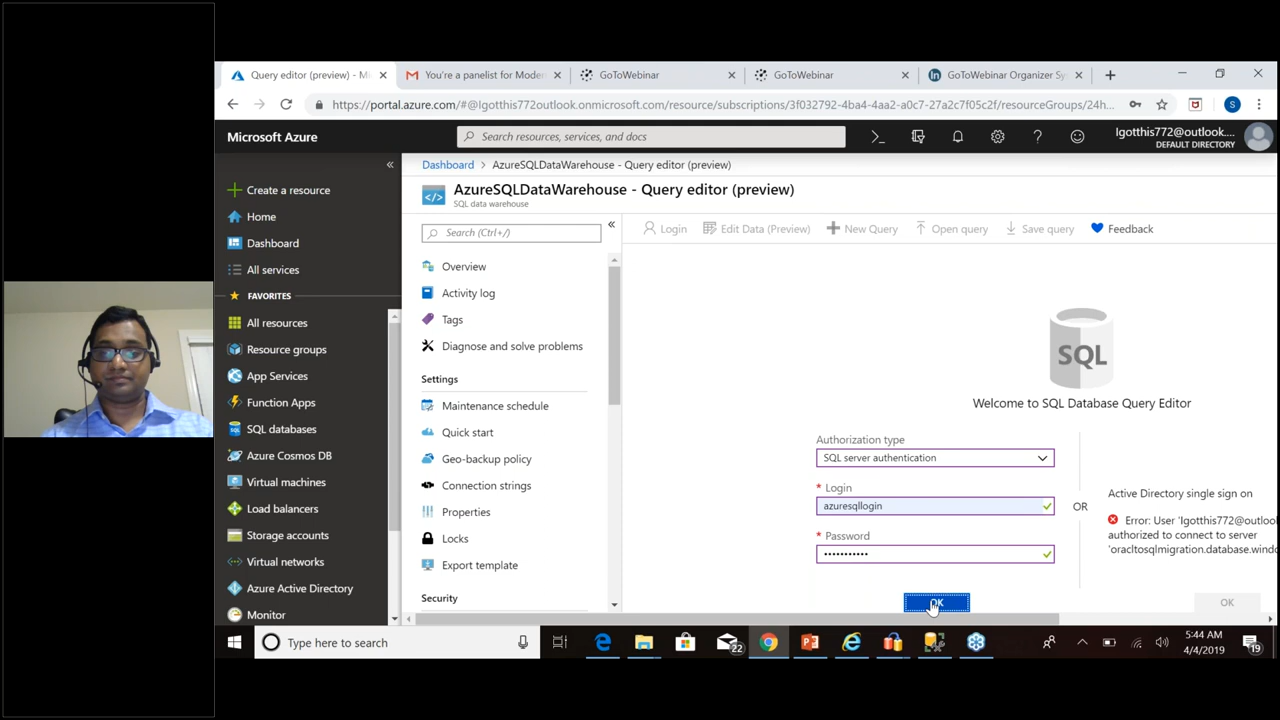 Query editor (preview) - Mi
You're a panelist for Modern
GoToWebinar
GoToWebinar
GoToWebinar Organizer Sy
https://portal.azure.com/#@lgotthis772outlook.onmicrosoft.com/resource/subscriptions/3f032792-4ba4-4aa2-a0c7-27a2c7f05c2f/resourceGroups/24h...
S
Microsoft Azure
Search resources, services, and docs
lgotthis772@outlook....
DEFAULT DIRECTORY
Dashboard > AzureSQLDataWarehouse - Query editor (preview)
AzureSQLDataWarehouse - Query editor (preview)
SQL data warehouse
Create a resource
Home
Dashboard
All services
FAVORITES
All resources
Resource groups
App Services
Function Apps
SQL databases
Azure Cosmos DB
Virtual machines
Load balancers
Storage accounts
Virtual networks
Azure Active Directory
Monitor
Search (Ctrl+/)
Overview
Activity log
Tags
Diagnose and solve problems
Settings
Maintenance schedule
Quick start
Geo-backup policy
Connection strings
Properties
Locks
Export template
Security
Login
Edit Data (Preview)
New Query
Open query
Save query
Feedback
SQL
Welcome to SQL Database Query Editor
Authorization type
SQL server authentication
* Login
azuresqllogin
* Password
•••••••••••
OK
OR
Active Directory single sign on
Error: User 'lgotthis772@outlook
authorized to connect to server
'oracltosqlmigration.database.windo
OK
Type here to search
22
5:44 AM
4/4/2019
19